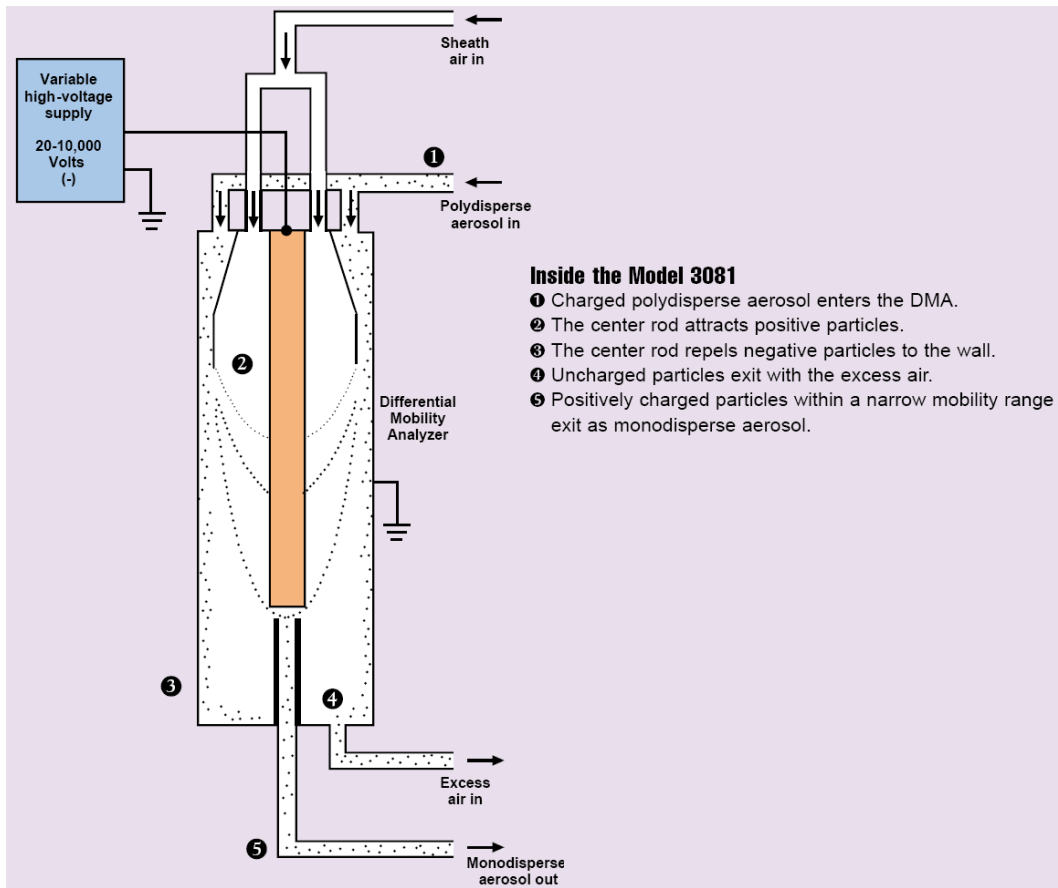 Sheath
air in
Variable
high-voltage
supply
20-10,000
Volts
(-)
❶
Polydisperse
aerosol in
Inside the Model 3081
❶ Charged polydisperse aerosol enters the DMA.
❷ The center rod attracts positive particles.
❸ The center rod repels negative particles to the wall.
❹ Uncharged particles exit with the excess air.
❺ Positively charged particles within a narrow mobility range
exit as monodisperse aerosol.
❷
Differential
Mobility
Analyzer
❸
❹
Excess
air in
❺
Monodisperse
aerosol out